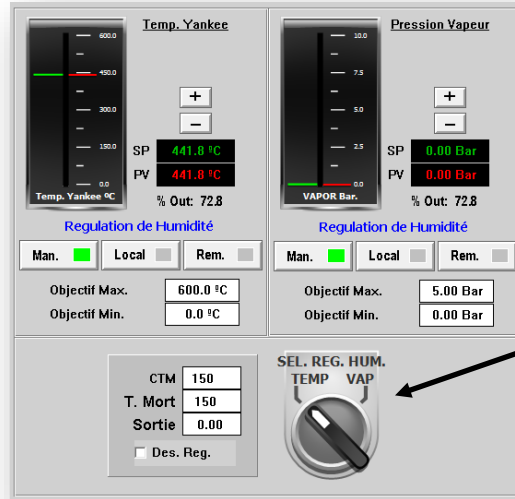 Temp. Yankee
600.0
450.0
300.0
150.0
0.0
Temp. Yankee ºC
+
–
SP 441.8 ºC
PV 441.8 ºC
% Out: 72.8
Regulation de Humidité
Man. Local Rem.
Objectif Max. 600.0 ºC
Objectif Min. 0.0 ºC
Pression Vapeur
10.0
7.5
5.0
2.5
0.0
VAPOR Bar.
+
–
SP 0.00 Bar
PV 0.00 Bar
% Out: 72.8
Regulation de Humidité
Man. Local Rem.
Objectif Max. 5.00 Bar
Objectif Min. 0.00 Bar
CTM 150
T. Mort 150
Sortie 0.00
Des. Reg.
SEL. REG. HUM.
TEMP VAP